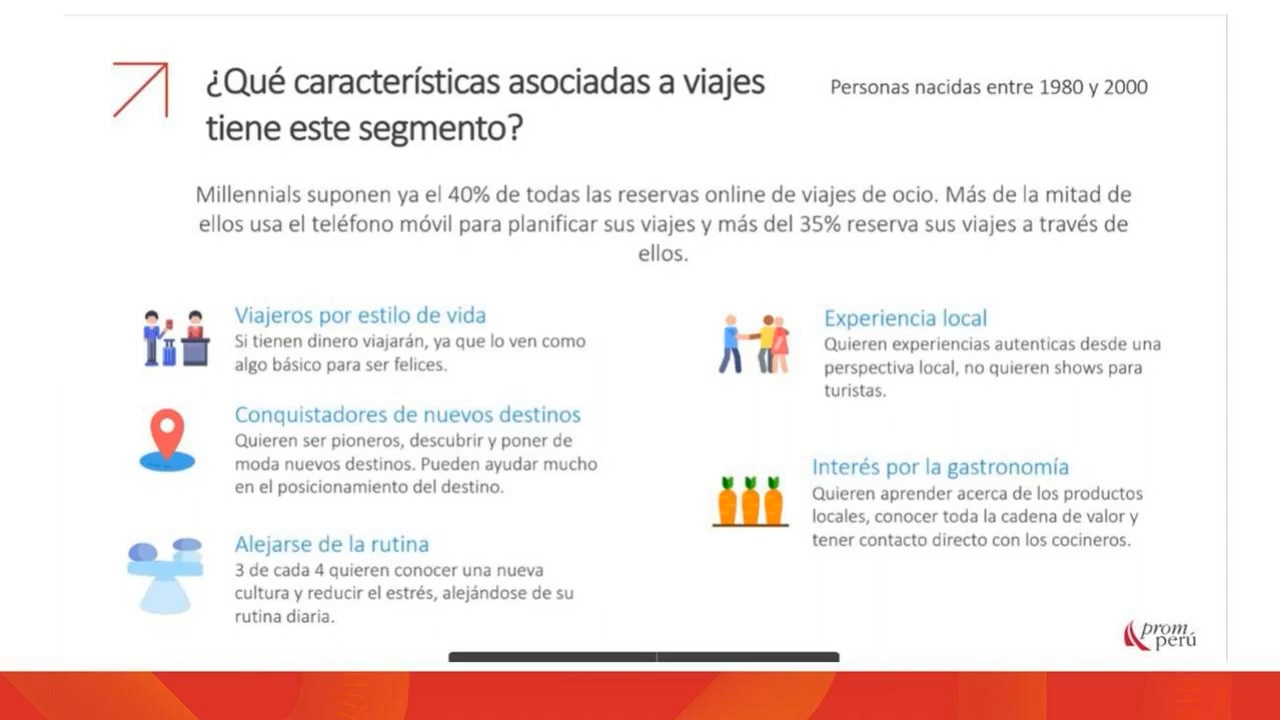 ¿Qué características asociadas a viajes
tiene este segmento?
Personas nacidas entre 1980 y 2000
Millennials suponen ya el 40% de todas las reservas online de viajes de ocio. Más de la mitad de
ellos usa el teléfono móvil para planificar sus viajes y más del 35% reserva sus viajes a través de
ellos.
Viajeros por estilo de vida
Si tienen dinero viajarán, ya que lo ven como
algo básico para ser felices.
Conquistadores de nuevos destinos
Quieren ser pioneros, descubrir y poner de
moda nuevos destinos. Pueden ayudar mucho
en el posicionamiento del destino.
Alejarse de la rutina
3 de cada 4 quieren conocer una nueva
cultura y reducir el estrés, alejándose de su
rutina diaria.
Experiencia local
Quieren experiencias autenticas desde una
perspectiva local, no quieren shows para
turistas.
Interés por la gastronomía
Quieren aprender acerca de los productos
locales, conocer toda la cadena de valor y
tener contacto directo con los cocineros.
prom
perú